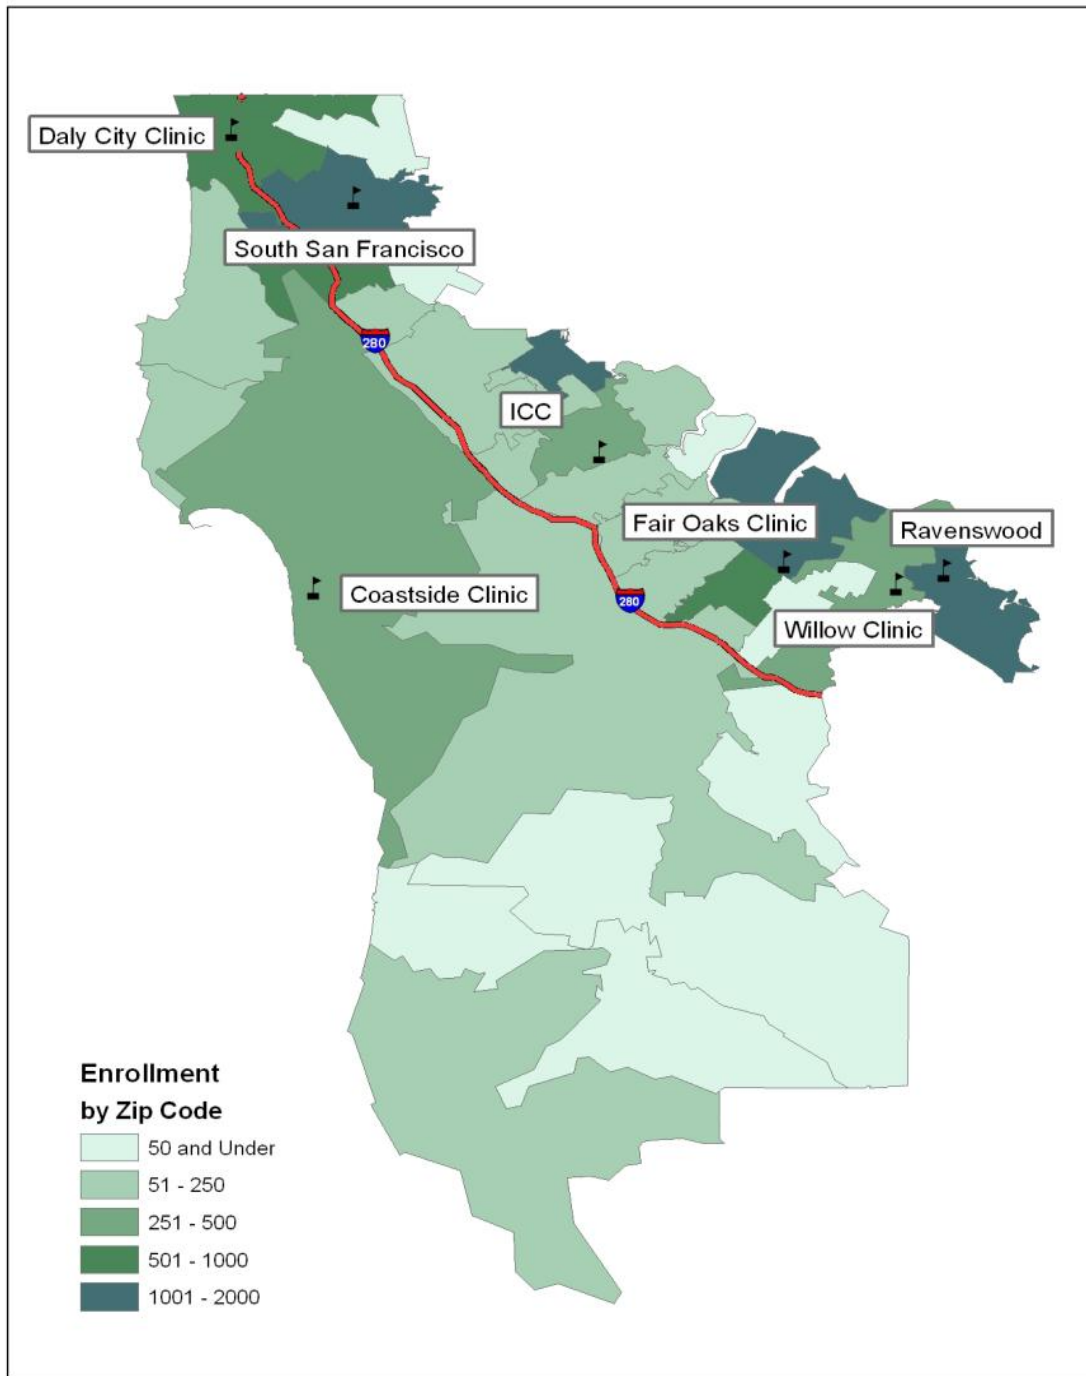 Daly City Clinic
South San Francisco
280
ICC
Fair Oaks Clinic
Ravenswood
Coastside Clinic
280
Willow Clinic
Enrollment
by Zip Code
50 and Under
51 - 250
251 - 500
501 - 1000
1001 - 2000